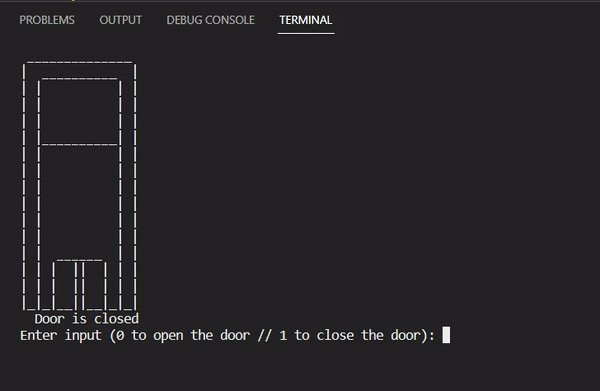 PROBLEMS OUTPUT DEBUG CONSOLE TERMINAL
Door is closed
Enter input (0 to open the door // 1 to close the door):